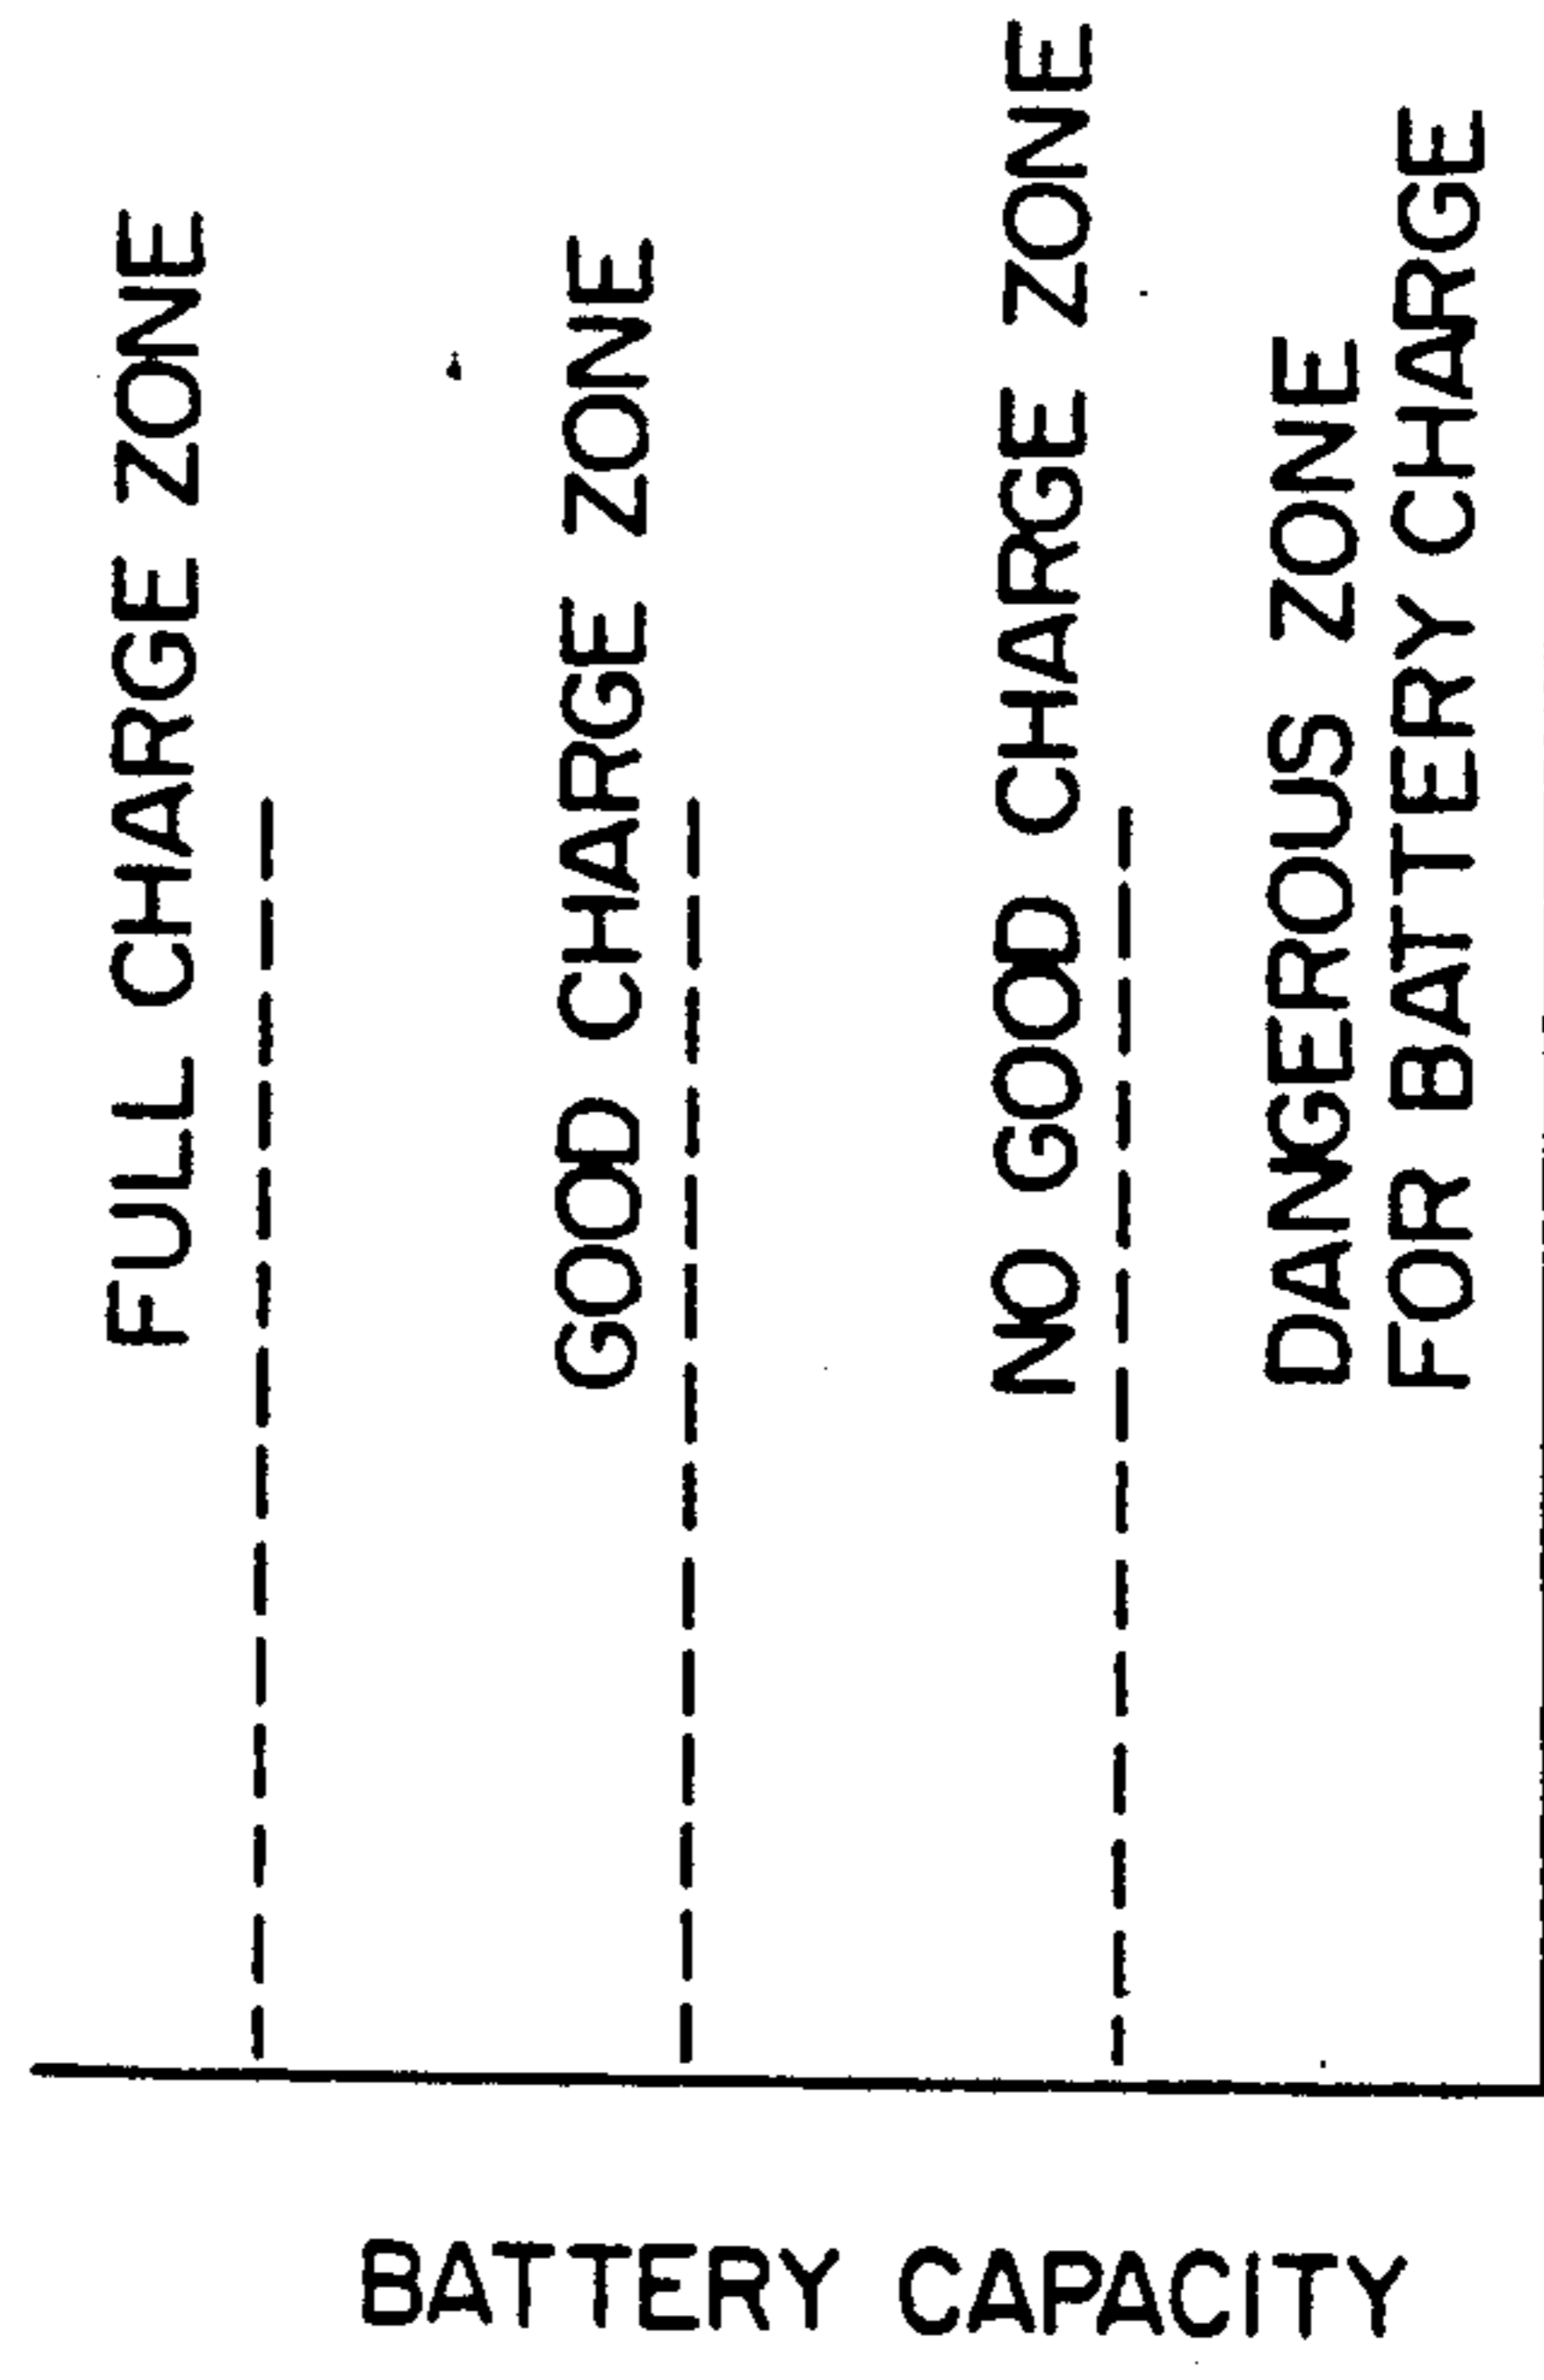 FULL CHARGE ZONE
GOOD CHARGE ZONE
NO GOOD CHARGE ZONE
DANGEROUS ZONE
FOR BATTERY CHARGE
BATTERY CAPACITY